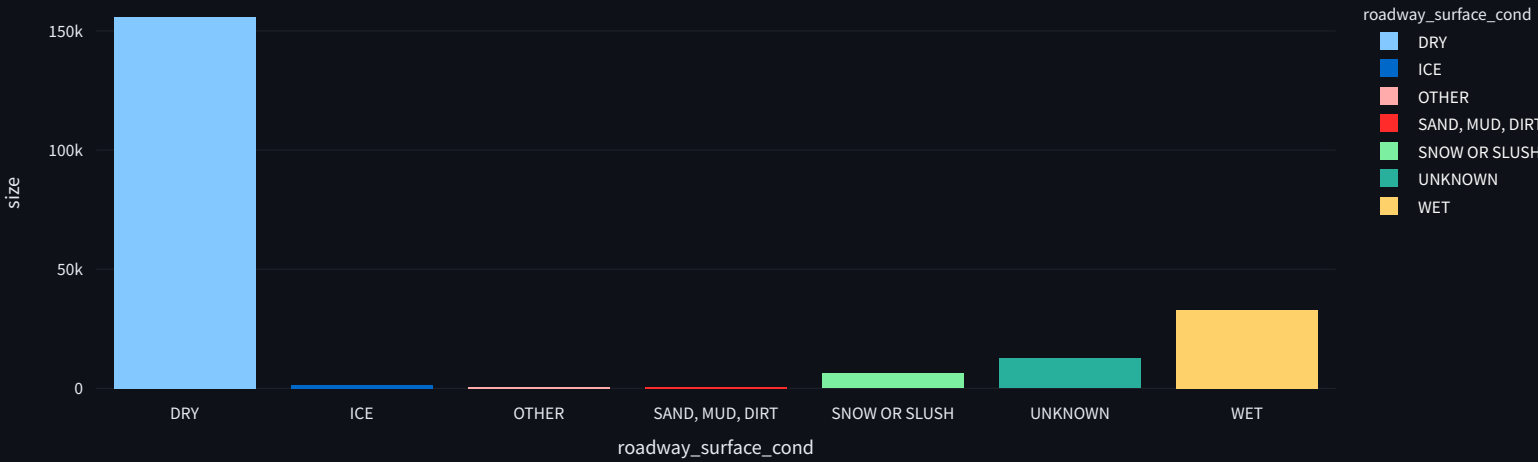 150k
100k
50k
0
size
DRY
ICE
OTHER
SAND, MUD, DIRT
SNOW OR SLUSH
UNKNOWN
WET
roadway_surface_cond
roadway_surface_cond
DRY
ICE
OTHER
SAND, MUD, DIRT
SNOW OR SLUSH
UNKNOWN
WET